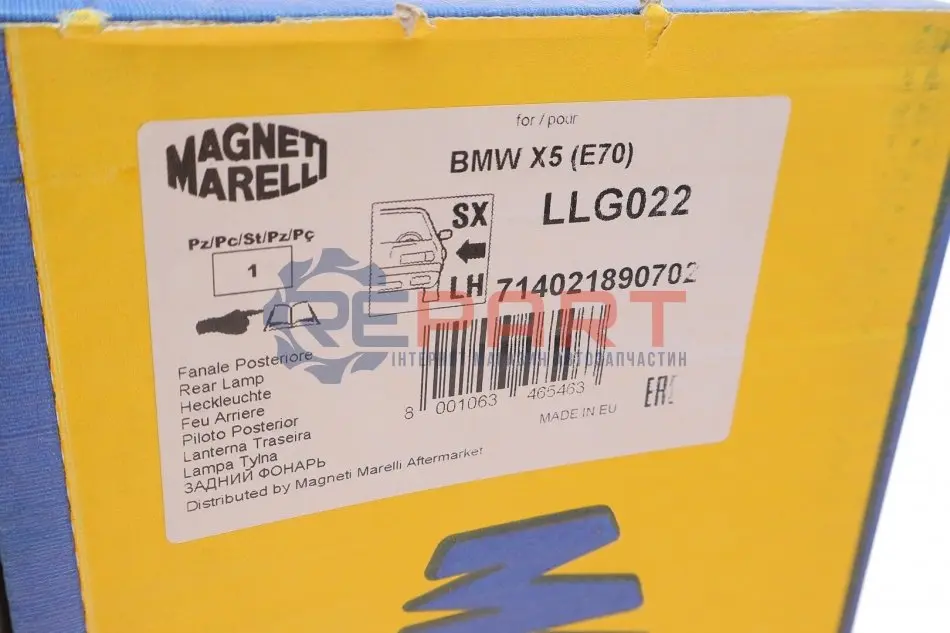 for / pour
MAGNETI
MARELLI
BMW X5 (E70)
LLG022
Pz/Pc/St/Pz/Pç
1
SX
LH
714021890702
REPART
ІНТЕРНЕТ МАГАЗИН АВТОЗАПЧАСТИН
Fanale Posteriore
Rear Lamp
Heckleuchte
Feu Arriere
Piloto Posterior
Lanterna Traseira
Lampa Tylna
ЗАДНИЙ ФОНАРЬ
Distributed by Magneti Marelli Aftermarket
8 001063 465463
MADE IN EU
EAC